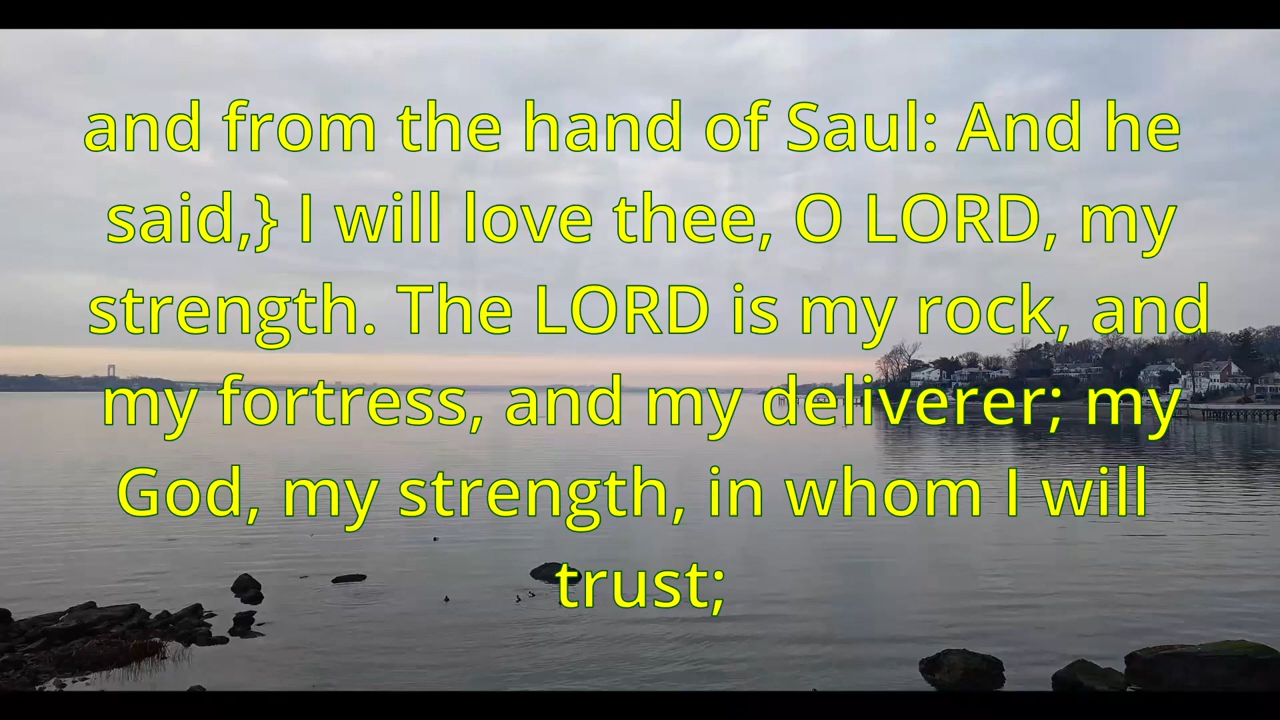 and from the hand of Saul: And he
said,} I will love thee, O LORD, my
strength. The LORD is my rock, and
my fortress, and my deliverer; my
God, my strength, in whom I will
trust;